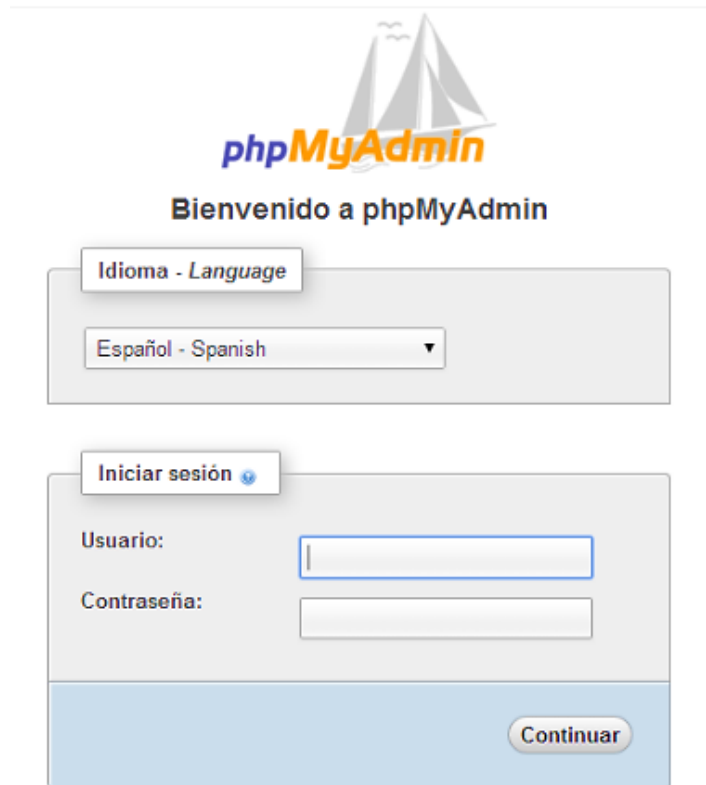 phpMyAdmin
Bienvenido a phpMyAdmin
Idioma - Language
Español - Spanish
Iniciar sesión
Usuario:
Contraseña:
Continuar